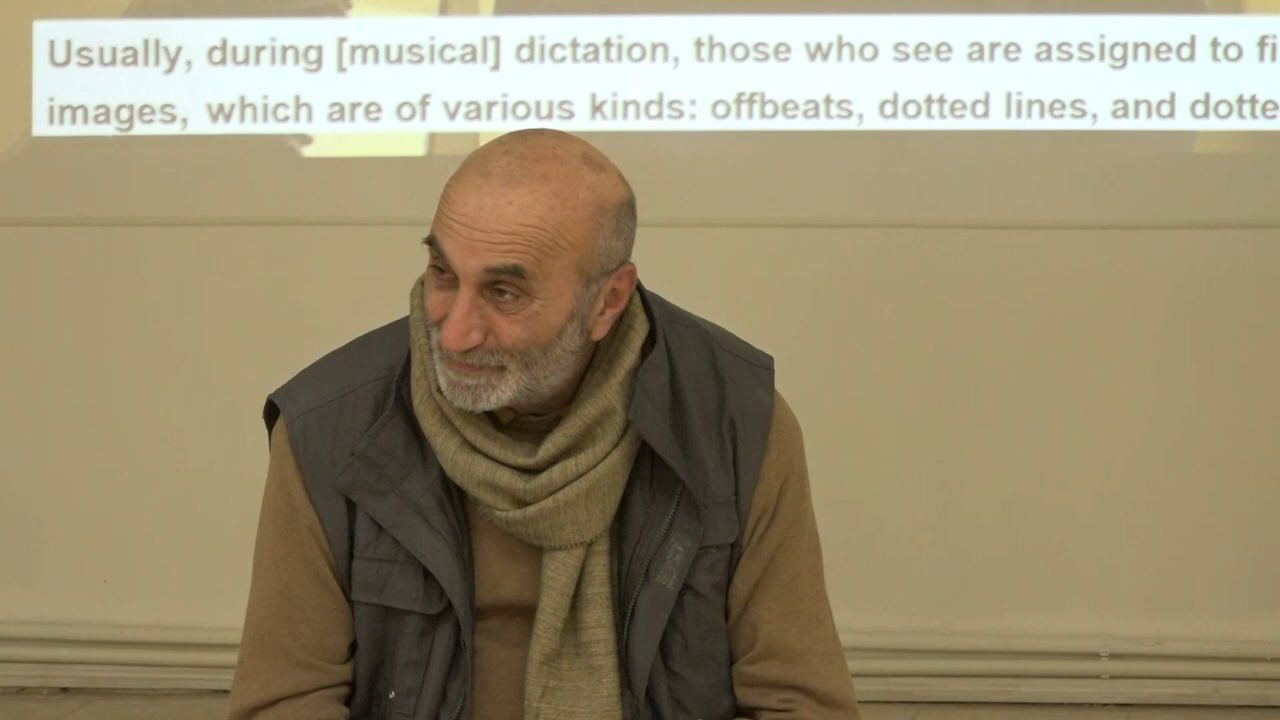 Usually, during [musical] dictation, those who see are assigned to
images, which are of various kinds: offbeats, dotted lines, and